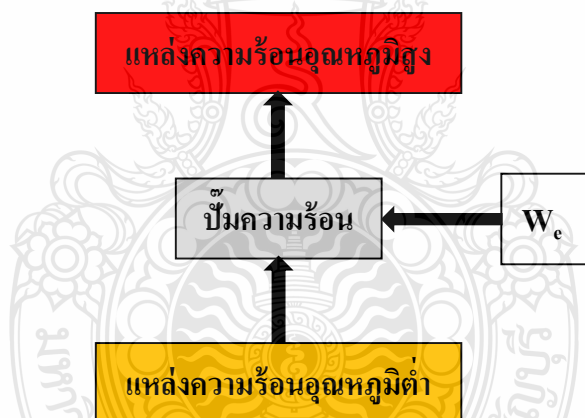 แหล่งความร้อนอุณหภูมิสูง
ปั๊มความร้อน
We
แหล่งความร้อนอุณหภูมิต่ำ